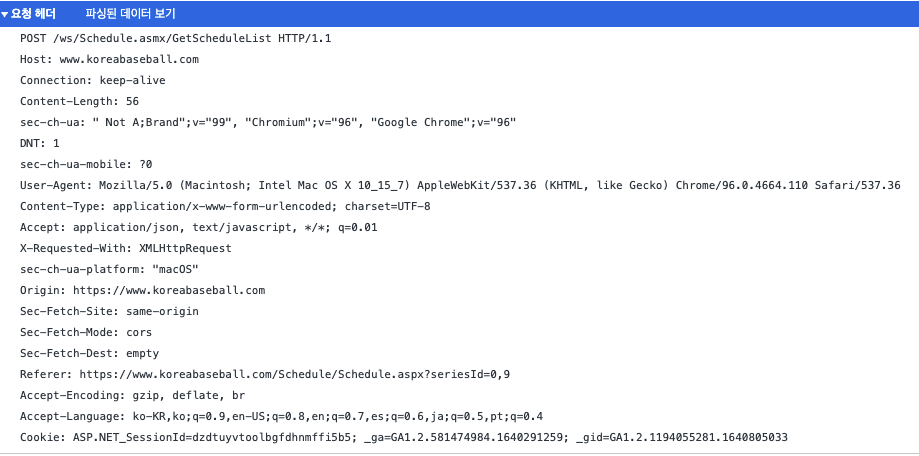 ▼요청 헤더 파싱된 데이터 보기
POST /ws/Schedule.asmx/GetScheduleList HTTP/1.1
Host: www.koreabaseball.com
Connection: keep-alive
Content-Length: 56
sec-ch-ua: " Not A;Brand";v="99", "Chromium";v="96", "Google Chrome";v="96"
DNT: 1
sec-ch-ua-mobile: ?0
User-Agent: Mozilla/5.0 (Macintosh; Intel Mac OS X 10_15_7) AppleWebKit/537.36 (KHTML, like Gecko) Chrome/96.0.4664.110 Safari/537.36
Content-Type: application/x-www-form-urlencoded; charset=UTF-8
Accept: application/json, text/javascript, */*; q=0.01
X-Requested-With: XMLHttpRequest
sec-ch-ua-platform: "macOS"
Origin: https://www.koreabaseball.com
Sec-Fetch-Site: same-origin
Sec-Fetch-Mode: cors
Sec-Fetch-Dest: empty
Referer: https://www.koreabaseball.com/Schedule/Schedule.aspx?seriesId=0,9
Accept-Encoding: gzip, deflate, br
Accept-Language: ko-KR,ko;q=0.9,en-US;q=0.8,en;q=0.7,es;q=0.6,ja;q=0.5,pt;q=0.4
Cookie: ASP.NET_SessionId=dzdtuyvtoolbgfdhnmffi5b5; _ga=GA1.2.581474984.1640291259; _gid=GA1.2.1194055281.1640805033